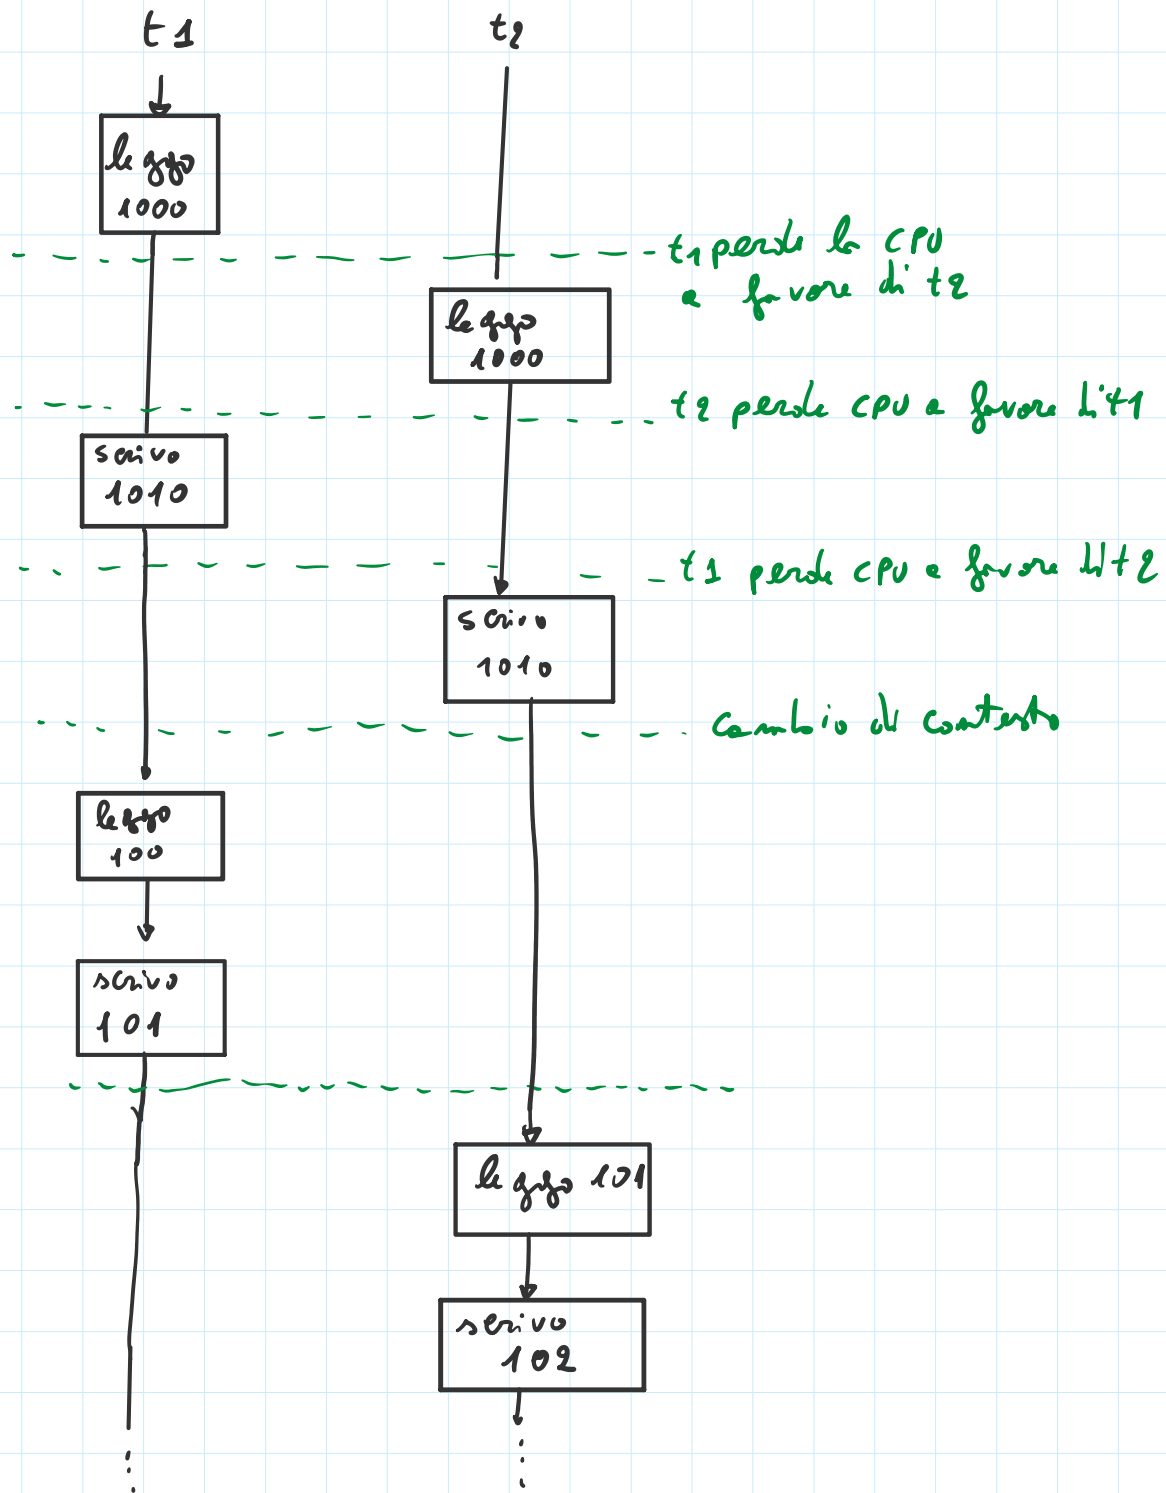 t1
t2
leggo
1000
t1 perde la CPU
a favore di t2
leggo
1000
t2 perde CPU a favore di t1
scrivo
1010
t1 perde CPU a favore di t2
scrivo
1010
cambio di contesto
leggo
100
scrivo
101
leggo 101
scrivo
102